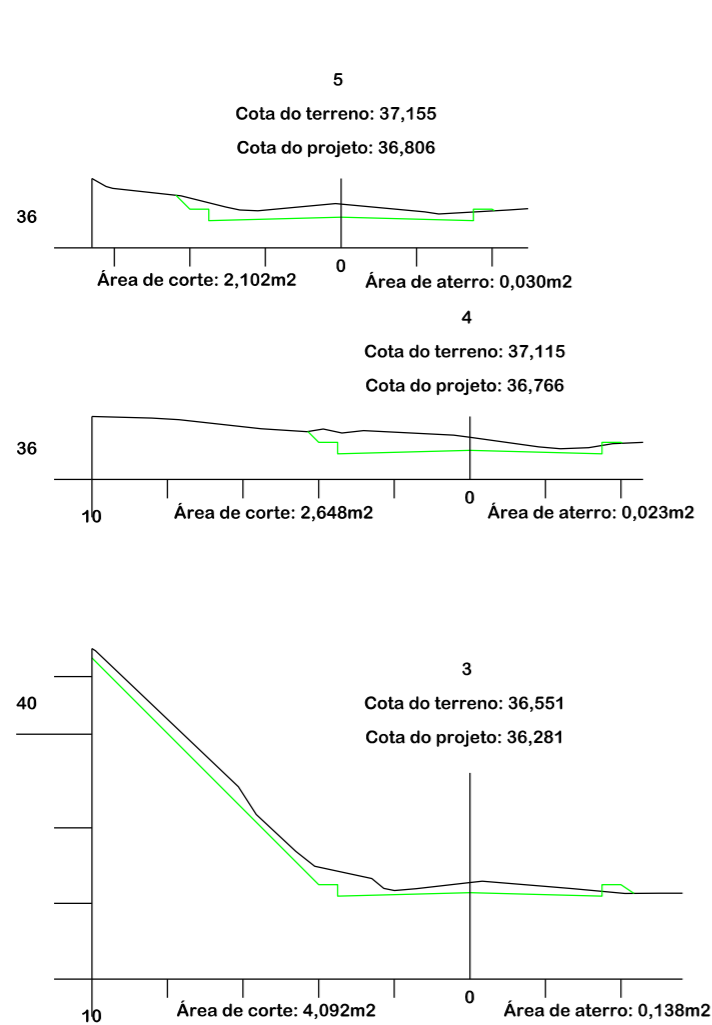 5
Cota do terreno: 37,155
Cota do projeto: 36,806
36
0
Área de corte: 2,102m2
Área de aterro: 0,030m2
4
Cota do terreno: 37,115
Cota do projeto: 36,766
36
0
10
Área de corte: 2,648m2
Área de aterro: 0,023m2
3
40
Cota do terreno: 36,551
Cota do projeto: 36,281
0
10
Área de corte: 4,092m2
Área de aterro: 0,138m2